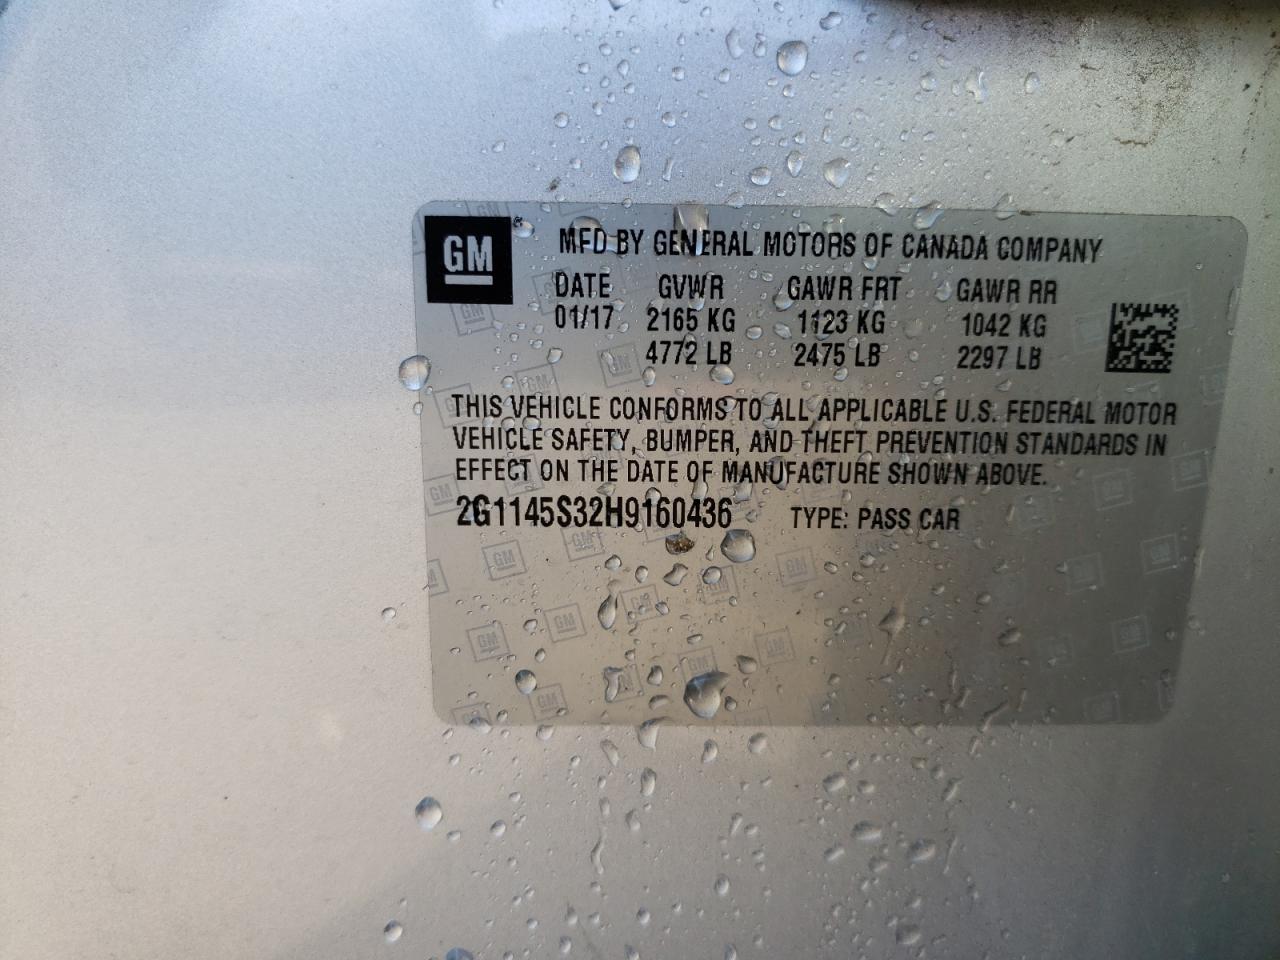 GM
MFD BY GENERAL MOTORS OF CANADA COMPANY
DATE GVWR GAWR FRT GAWR RR
01/17 2165 KG 1123 KG 1042 KG
4772 LB 2475 LB 2297 LB
THIS VEHICLE CONFORMS TO ALL APPLICABLE U.S. FEDERAL MOTOR
VEHICLE SAFETY, BUMPER, AND THEFT PREVENTION STANDARDS IN
EFFECT ON THE DATE OF MANUFACTURE SHOWN ABOVE.
2G1145S32H9160436 TYPE: PASS CAR